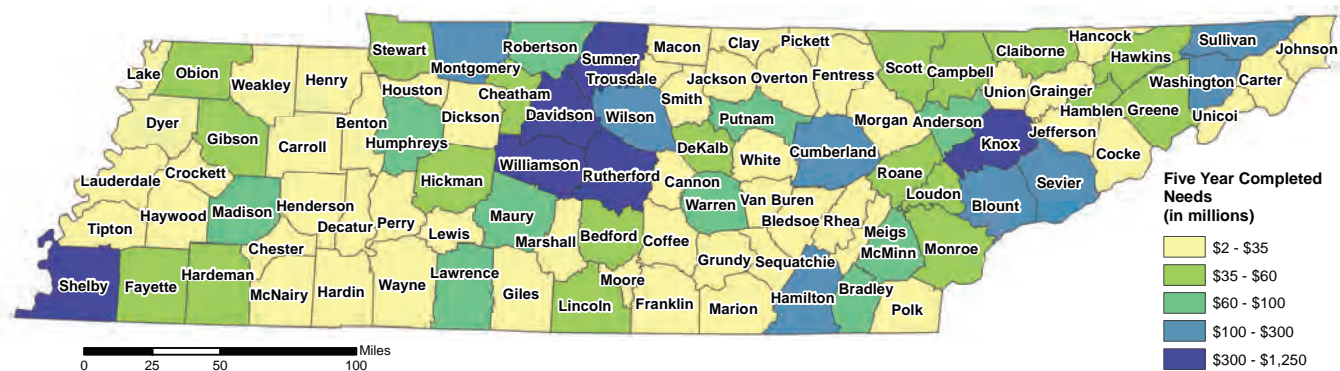 Stewart
Montgomery
Robertson
Sumner
Trousdale
Macon
Clay
Pickett
Scott
Campbell
Claiborne
Hancock
Hawkins
Sullivan
Johnson
Lake
Obion
Weakley
Henry
Houston
Cheatham
Davidson
Wilson
Smith
Jackson
Overton
Fentress
Union
Grainger
Hamblen
Washington
Carter
Greene
Unicoi
Dyer
Gibson
Carroll
Benton
Humphreys
Dickson
Putnam
Morgan
Anderson
Knox
Jefferson
Cocke
Lauderdale
Crockett
Williamson
Rutherford
DeKalb
White
Cumberland
Roane
Loudon
Blount
Sevier
Tipton
Haywood
Madison
Henderson
Decatur
Perry
Hickman
Lewis
Maury
Marshall
Bedford
Cannon
Coffee
Warren
Van Buren
Bledsoe
Rhea
Meigs
McMinn
Monroe
Shelby
Fayette
Hardeman
Chester
McNairy
Hardin
Wayne
Lawrence
Giles
Lincoln
Moore
Franklin
Grundy
Sequatchie
Marion
Hamilton
Bradley
Polk
Five Year Completed
Needs
(in millions)
$2 - $35
$35 - $60
$60 - $100
$100 - $300
$300 - $1,250
Miles
0 25 50 100